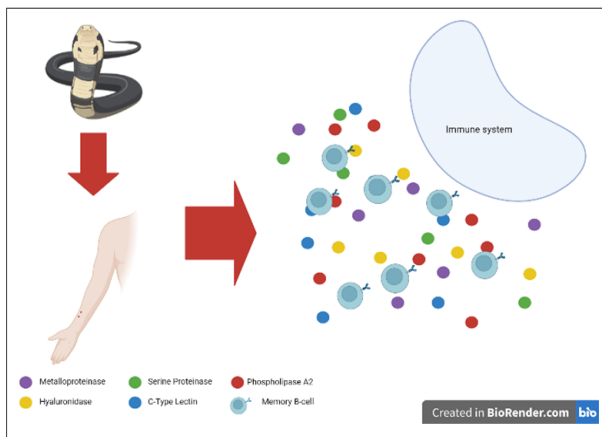 Immune system
Metalloproteinase
Serine Proteinase
Phospholipase A2
Hyaluronidase
C-Type Lectin
Memory B-cell
Created in BioRender.com bio